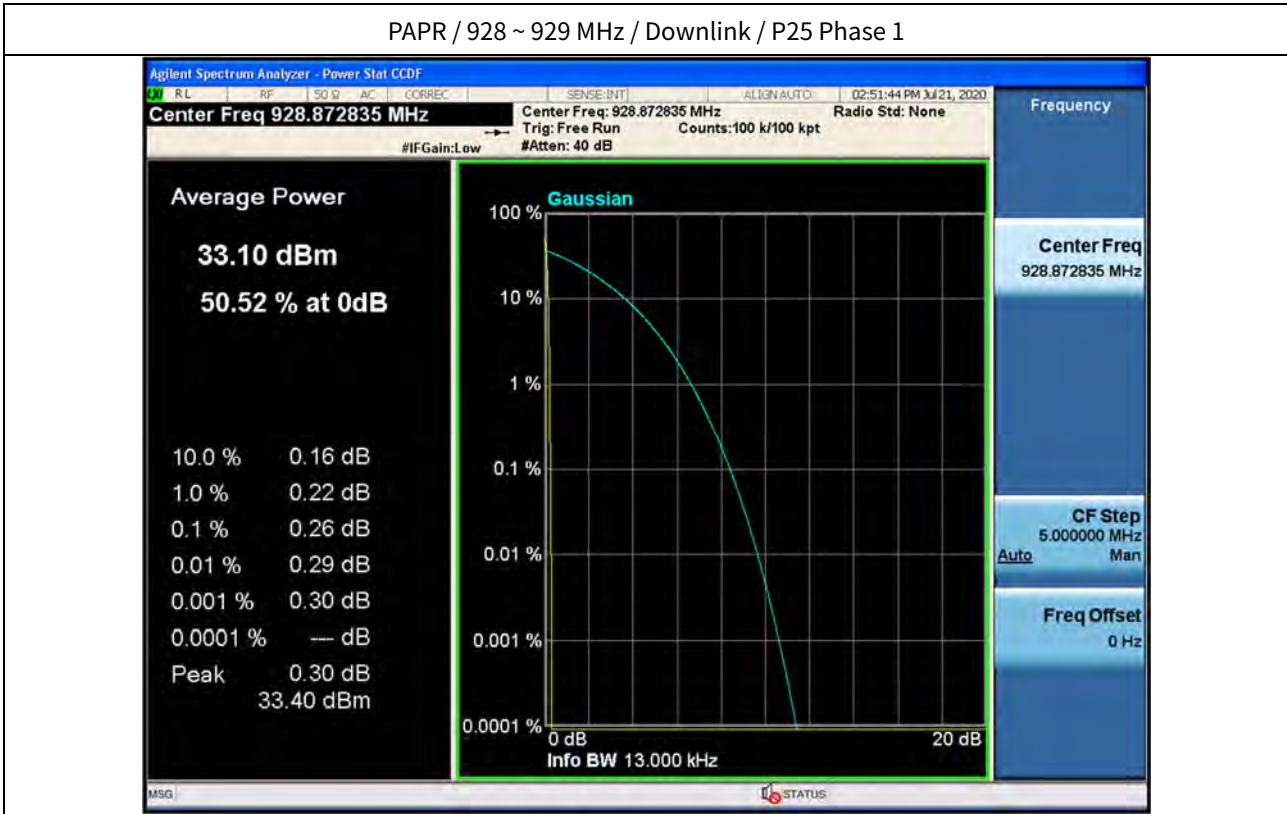 PAPR / 928 ~ 929 MHz / Downlink / P25 Phase 1
Agilent Spectrum Analyzer - Power Stat CCDF
LXI RL RF 50 Ω AC CORREC SENSE:INT ALIGN AUTO 02:51:44 PM Jul 21, 2020
Center Freq 928.872835 MHz
Center Freq: 928.872835 MHz Radio Std: None
Trig: Free Run Counts:100 k/100 kpt
#IFGain:Low #Atten: 40 dB
Average Power
33.10 dBm
50.52 % at 0dB
10.0 % 0.16 dB
1.0 % 0.22 dB
0.1 % 0.26 dB
0.01 % 0.29 dB
0.001 % 0.30 dB
0.0001 % --- dB
Peak 0.30 dB
33.40 dBm
Gaussian
100 %
10 %
1 %
0.1 %
0.01 %
0.001 %
0.0001 %
0 dB 20 dB
Info BW 13.000 kHz
Frequency
Center Freq
928.872835 MHz
CF Step
5.000000 MHz
Auto Man
Freq Offset
0 Hz
MSG STATUS